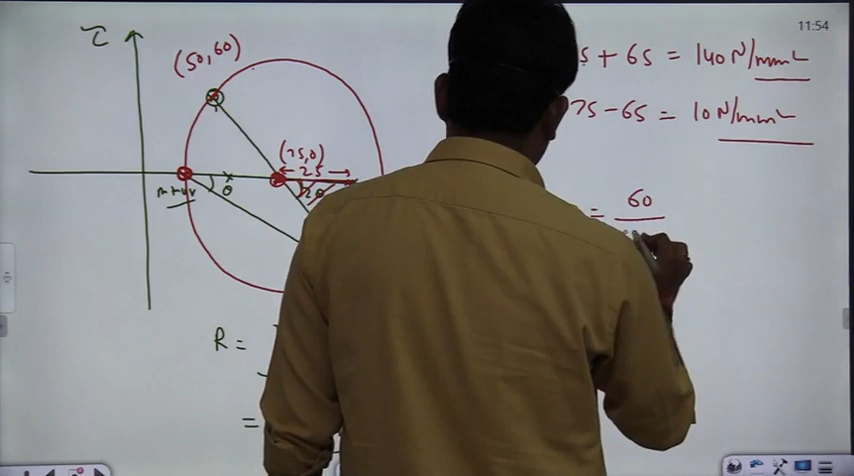 11:54
τ
(50,60)
5 + 65 = 140 N/mm²
75 - 65 = 10 N/mm²
(75,0)
25
θ
2θ
= 60
R =
=